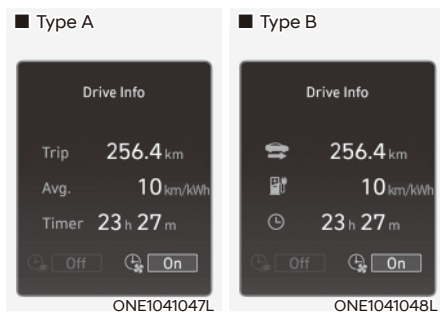 ■ Type A
Drive Info
Trip 256.4 km
Avg. 10 km/kWh
Timer 23 h 27 m
Off On
ONE1041047L
■ Type B
Drive Info
256.4 km
10 km/kWh
23 h 27 m
Off On
ONE1041048L